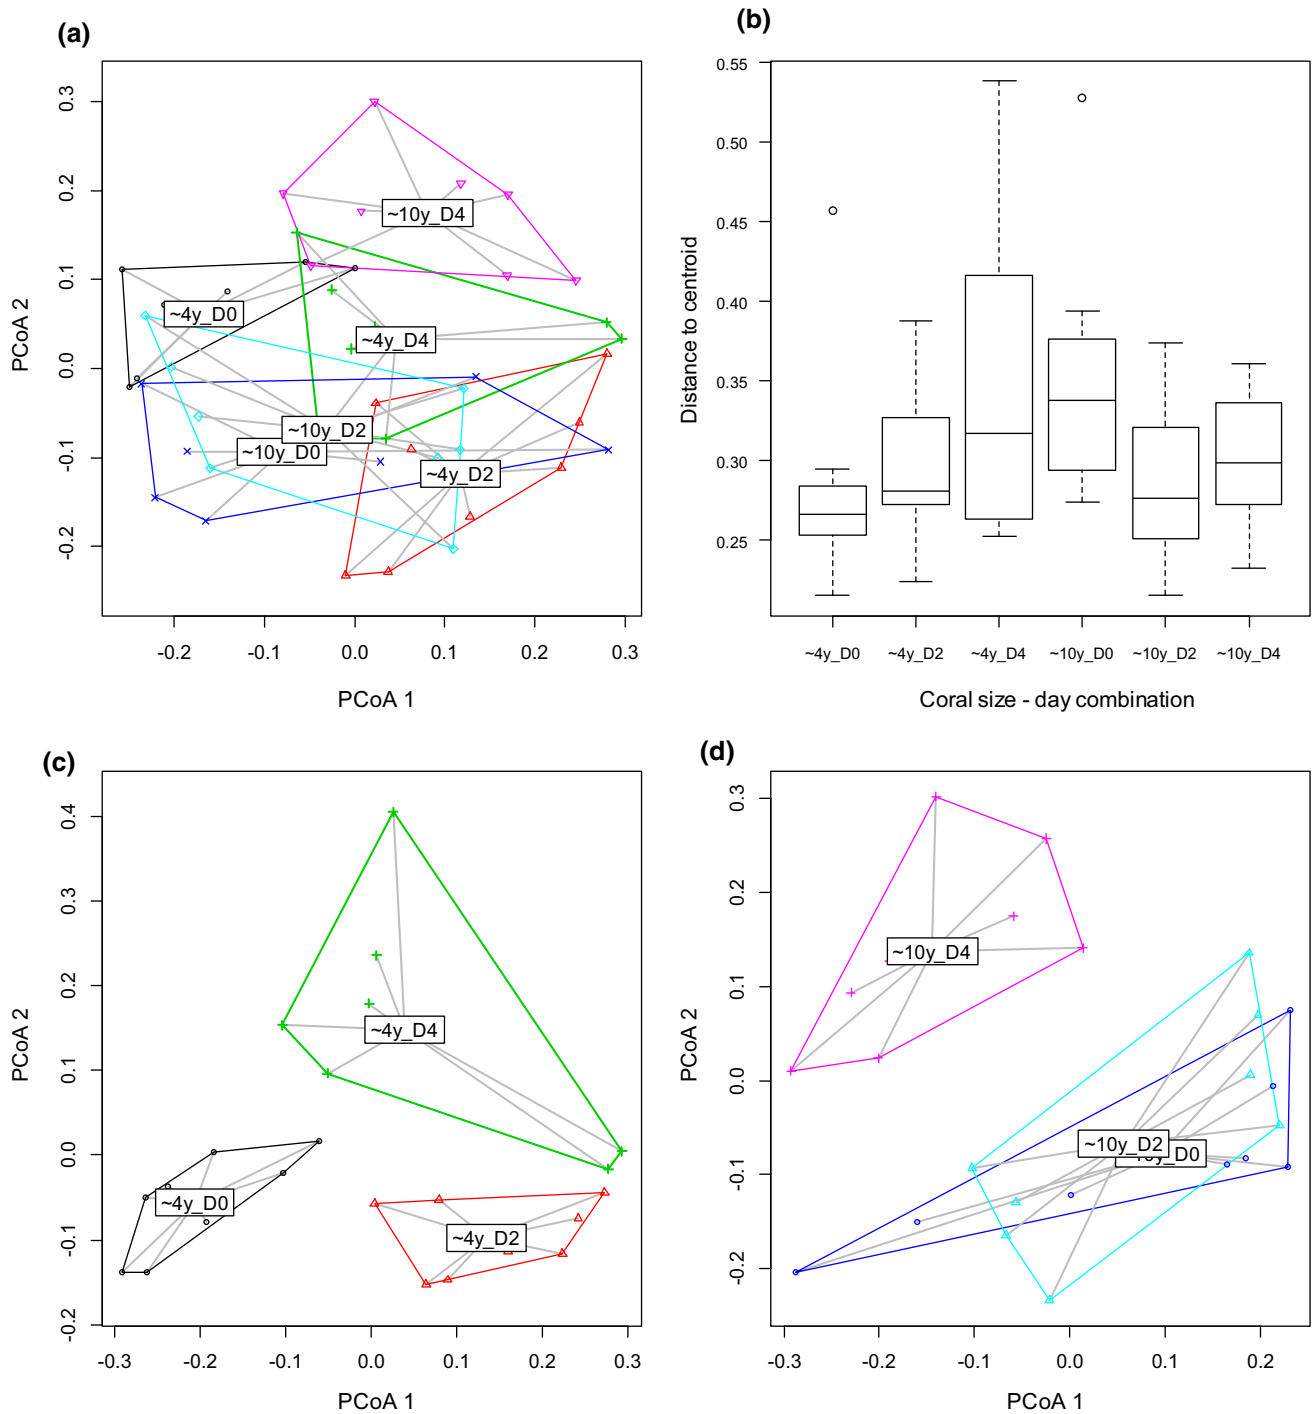 (a)
PCoA 2
0.3
0.2
0.1
0.0
-0.1
-0.2
~10y_D4
~4y_D0
~4y_D4
~10y_D2
~10y_D0
~4y_D2
-0.2 -0.1 0.0 0.1 0.2 0.3
PCoA 1
(b)
Distance to centroid
0.55
0.50
0.45
0.40
0.35
0.30
0.25
~4y_D0 ~4y_D2 ~4y_D4 ~10y_D0 ~10y_D2 ~10y_D4
Coral size - day combination
(c)
PCoA 2
0.4
0.3
0.2
0.1
0.0
-0.1
-0.2
~4y_D4
~4y_D0
~4y_D2
-0.3 -0.2 -0.1 0.0 0.1 0.2 0.3
PCoA 1
(d)
PCoA 2
0.3
0.2
0.1
0.0
-0.1
-0.2
~10y_D4
~10y_D2
~10y_D0
-0.3 -0.2 -0.1 0.0 0.1 0.2
PCoA 1